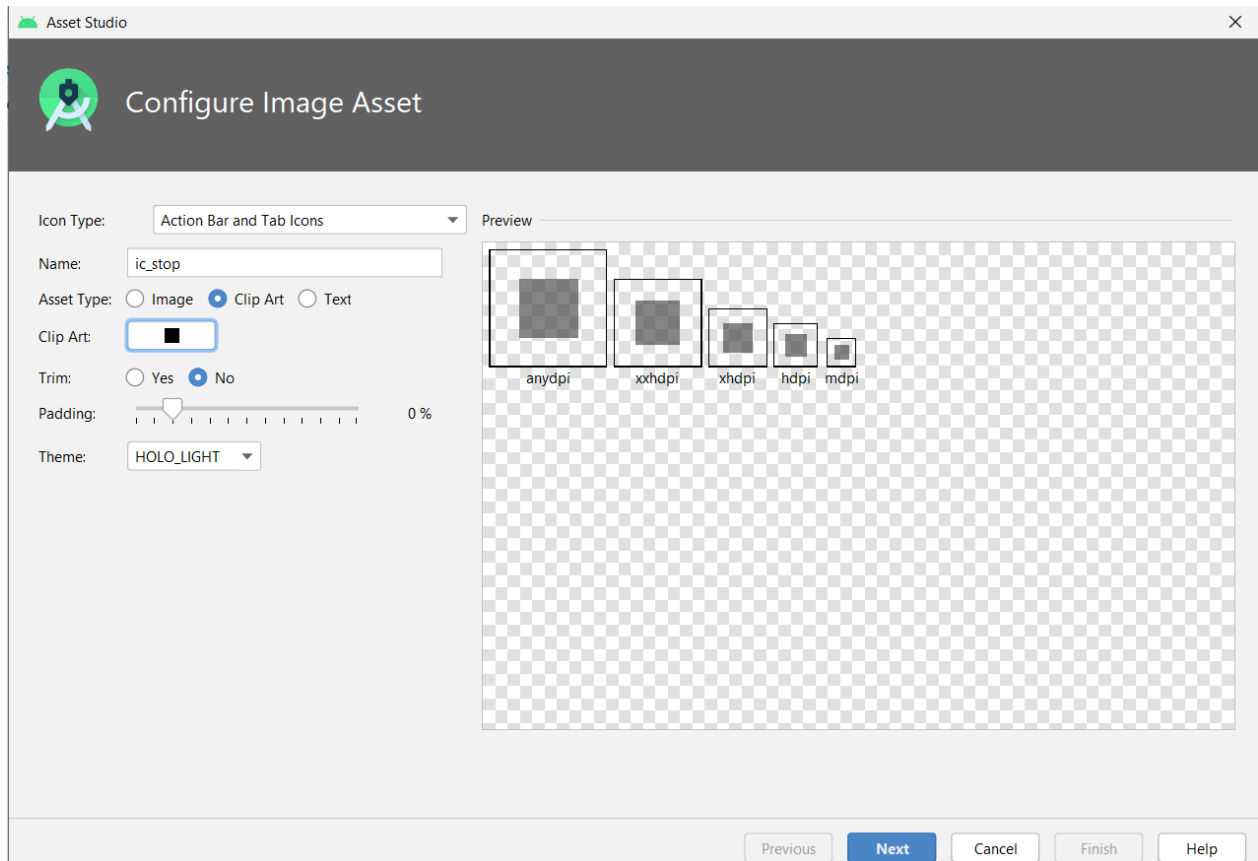 Asset Studio
Configure Image Asset
Icon Type: Action Bar and Tab Icons
Name: ic_stop
Asset Type: Image Clip Art Text
Clip Art:
Trim: Yes No
Padding: 0 %
Theme: HOLO_LIGHT
Preview
anydpi xxhdpi xhdpi hdpi mdpi
Previous Next Cancel Finish Help